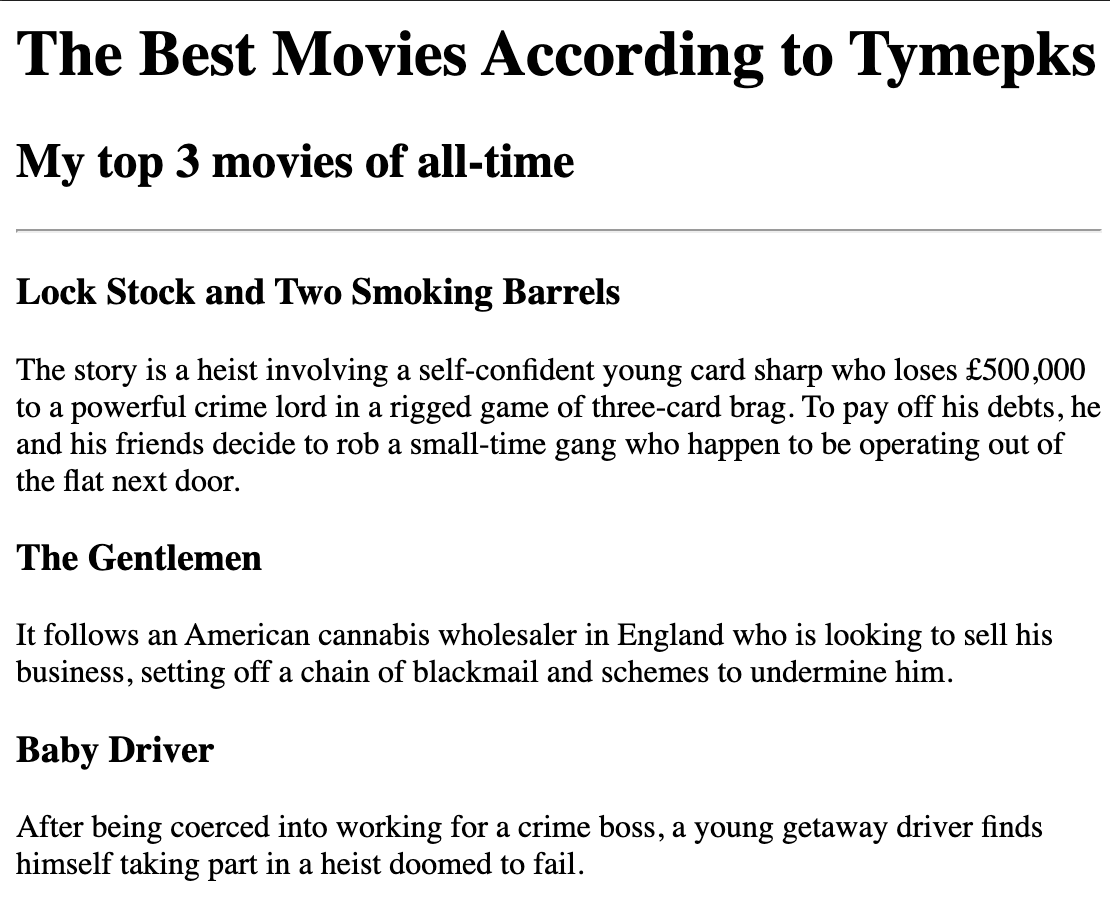 The Best Movies According to Tymepks
My top 3 movies of all-time
Lock Stock and Two Smoking Barrels
The story is a heist involving a self-confident young card sharp who loses £500,000
to a powerful crime lord in a rigged game of three-card brag. To pay off his debts, he
and his friends decide to rob a small-time gang who happen to be operating out of
the flat next door.
The Gentlemen
It follows an American cannabis wholesaler in England who is looking to sell his
business, setting off a chain of blackmail and schemes to undermine him.
Baby Driver
After being coerced into working for a crime boss, a young getaway driver finds
himself taking part in a heist doomed to fail.